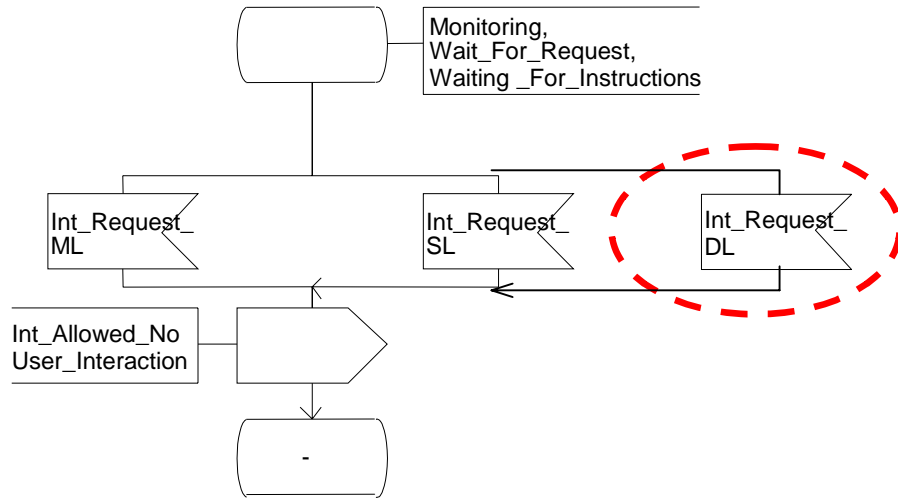 Monitoring,
Wait_For_Request,
Waiting _For_Instructions
Int_Request_
ML
Int_Request_
SL
Int_Request_
DL
Int_Allowed_No
User_Interaction
-